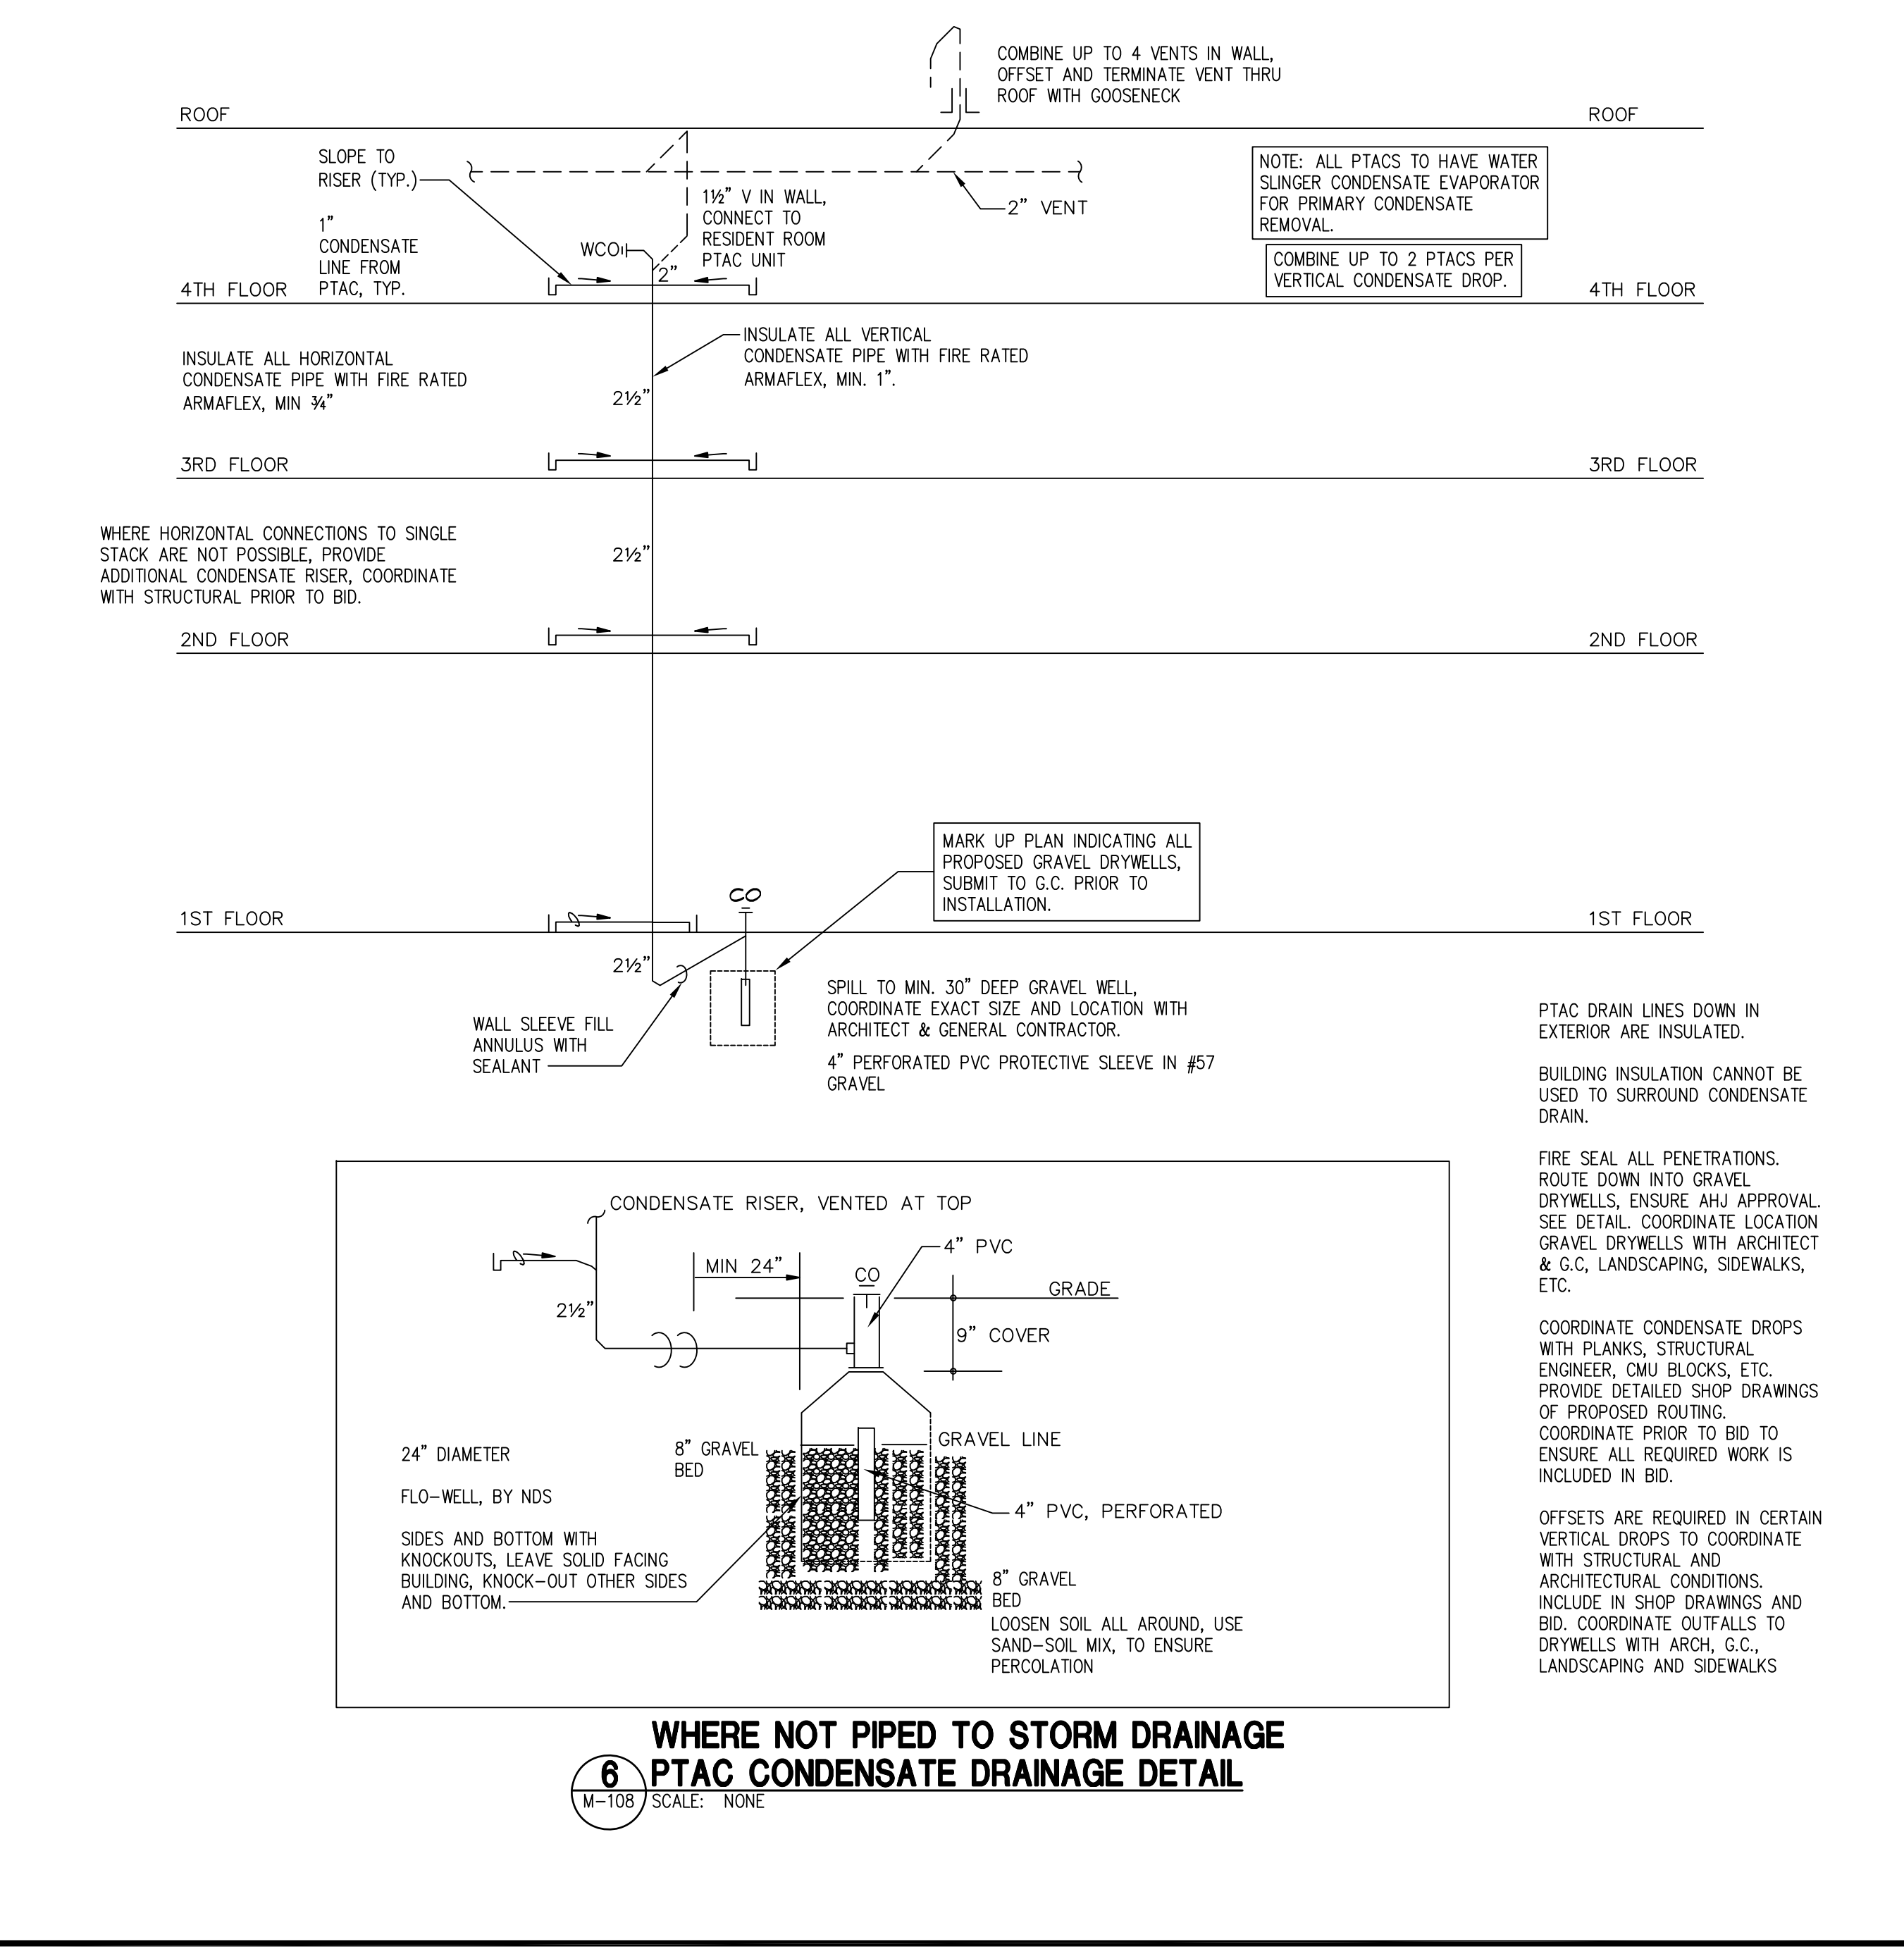 COMBINE UP TO 4 VENTS IN WALL,
OFFSET AND TERMINATE VENT THRU
ROOF WITH GOOSENECK
ROOF
ROOF
SLOPE TO
RISER (TYP.)
1"
CONDENSATE
LINE FROM
PTAC, TYP.
1½" V IN WALL,
CONNECT TO
RESIDENT ROOM
PTAC UNIT
2" VENT
NOTE: ALL PTACS TO HAVE WATER
SLINGER CONDENSATE EVAPORATOR
FOR PRIMARY CONDENSATE
REMOVAL.
COMBINE UP TO 2 PTACS PER
VERTICAL CONDENSATE DROP.
WCO
2"
4TH FLOOR
4TH FLOOR
INSULATE ALL HORIZONTAL
CONDENSATE PIPE WITH FIRE RATED
ARMAFLEX, MIN ¾"
INSULATE ALL VERTICAL
CONDENSATE PIPE WITH FIRE RATED
ARMAFLEX, MIN. 1".
2½"
3RD FLOOR
3RD FLOOR
WHERE HORIZONTAL CONNECTIONS TO SINGLE
STACK ARE NOT POSSIBLE, PROVIDE
ADDITIONAL CONDENSATE RISER, COORDINATE
WITH STRUCTURAL PRIOR TO BID.
2½"
2ND FLOOR
2ND FLOOR
MARK UP PLAN INDICATING ALL
PROPOSED GRAVEL DRYWELLS,
SUBMIT TO G.C. PRIOR TO
INSTALLATION.
CO
1ST FLOOR
1ST FLOOR
2½"
WALL SLEEVE FILL
ANNULUS WITH
SEALANT
SPILL TO MIN. 30" DEEP GRAVEL WELL,
COORDINATE EXACT SIZE AND LOCATION WITH
ARCHITECT & GENERAL CONTRACTOR.
4" PERFORATED PVC PROTECTIVE SLEEVE IN #57
GRAVEL
PTAC DRAIN LINES DOWN IN
EXTERIOR ARE INSULATED.
BUILDING INSULATION CANNOT BE
USED TO SURROUND CONDENSATE
DRAIN.
FIRE SEAL ALL PENETRATIONS.
ROUTE DOWN INTO GRAVEL
DRYWELLS, ENSURE AHJ APPROVAL.
SEE DETAIL. COORDINATE LOCATION
GRAVEL DRYWELLS WITH ARCHITECT
& G.C, LANDSCAPING, SIDEWALKS,
ETC.
COORDINATE CONDENSATE DROPS
WITH PLANKS, STRUCTURAL
ENGINEER, CMU BLOCKS, ETC.
PROVIDE DETAILED SHOP DRAWINGS
OF PROPOSED ROUTING.
COORDINATE PRIOR TO BID TO
ENSURE ALL REQUIRED WORK IS
INCLUDED IN BID.
OFFSETS ARE REQUIRED IN CERTAIN
VERTICAL DROPS TO COORDINATE
WITH STRUCTURAL AND
ARCHITECTURAL CONDITIONS.
INCLUDE IN SHOP DRAWINGS AND
BID. COORDINATE OUTFALLS TO
DRYWELLS WITH ARCH, G.C.,
LANDSCAPING AND SIDEWALKS
CONDENSATE RISER, VENTED AT TOP
MIN 24"
4" PVC
CO
GRADE
2½"
9" COVER
8" GRAVEL
BED
GRAVEL LINE
24" DIAMETER
FLO-WELL, BY NDS
SIDES AND BOTTOM WITH
KNOCKOUTS, LEAVE SOLID FACING
BUILDING, KNOCK-OUT OTHER SIDES
AND BOTTOM.
4" PVC, PERFORATED
8" GRAVEL
BED
LOOSEN SOIL ALL AROUND, USE
SAND-SOIL MIX, TO ENSURE
PERCOLATION
WHERE NOT PIPED TO STORM DRAINAGE
6 PTAC CONDENSATE DRAINAGE DETAIL
M-108 SCALE: NONE